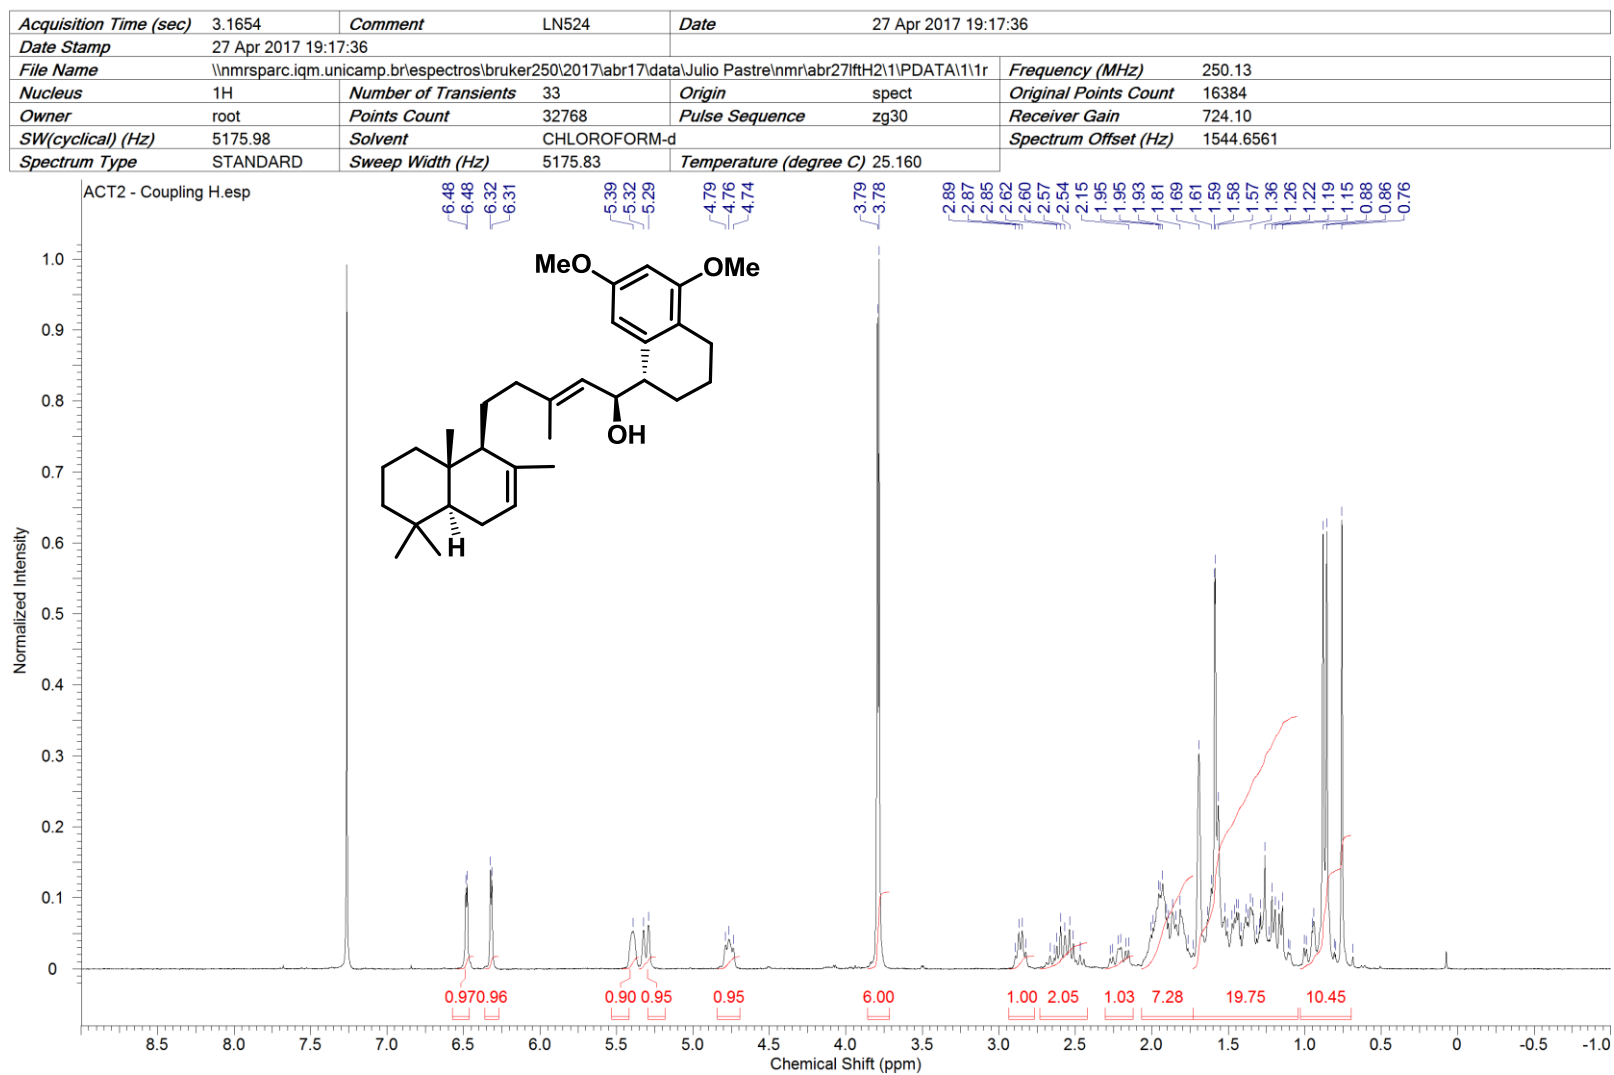 Acquisition Time (sec) 3.1654 Comment LN524 Date 27 Apr 2017 19:17:36
Date Stamp 27 Apr 2017 19:17:36
File Name \\nmrsparc.iqm.unicamp.br\espectros\bruker250\2017\abr17\data\Julio Pastre\nmr\abr27lftH2\1\PDATA\1\1r Frequency (MHz) 250.13
Nucleus 1H Number of Transients 33 Origin spect Original Points Count 16384
Owner root Points Count 32768 Pulse Sequence zg30 Receiver Gain 724.10
SW(cyclical) (Hz) 5175.98 Solvent CHLOROFORM-d Spectrum Offset (Hz) 1544.6561
Spectrum Type STANDARD Sweep Width (Hz) 5175.83 Temperature (degree C) 25.160
ACT2 - Coupling H.esp
6.48 6.48 6.32 6.31 5.39 5.32 5.29 4.79 4.76 4.74 3.79 3.78 2.89 2.87 2.85 2.62 2.60 2.57 2.54 2.15 1.95 1.95 1.93 1.81 1.69 1.61 1.59 1.58 1.57 1.36 1.26 1.22 1.19 1.15 0.88 0.86 0.76
MeO OMe
OH
H
Normalized Intensity
1.0
0.9
0.8
0.7
0.6
0.5
0.4
0.3
0.2
0.1
0
0.97 0.96 0.90 0.95 0.95 6.00 1.00 2.05 1.03 7.28 19.75 10.45
8.5 8.0 7.5 7.0 6.5 6.0 5.5 5.0 4.5 4.0 3.5 3.0 2.5 2.0 1.5 1.0 0.5 0 -0.5 -1.0
Chemical Shift (ppm)